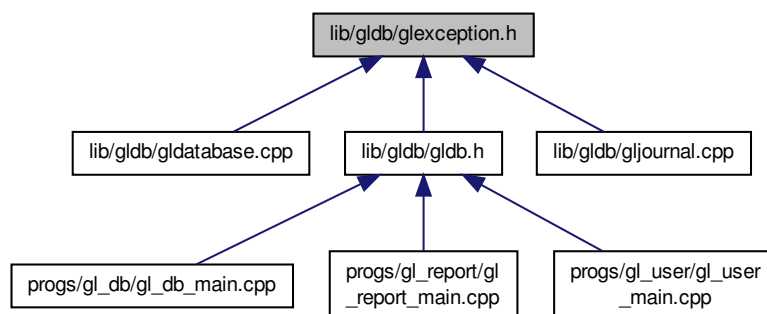 lib/gldb/glexception.h
lib/gldb/gldatabase.cpp
lib/gldb/gldb.h
lib/gldb/gljournal.cpp
progs/gl_db/gl_db_main.cpp
progs/gl_report/gl
_report_main.cpp
progs/gl_user/gl_user
_main.cpp